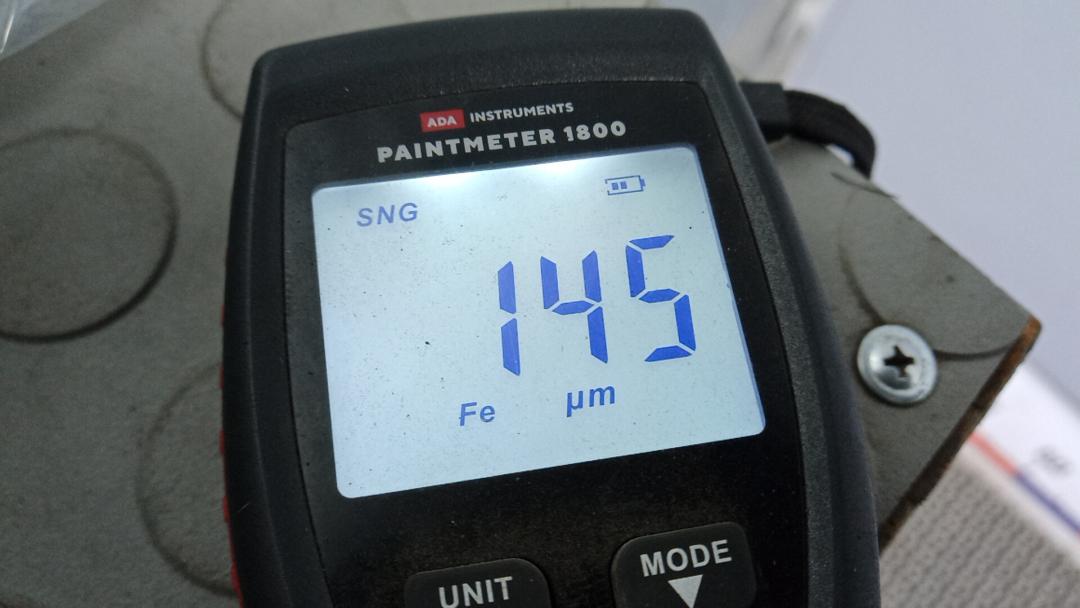 ADA INSTRUMENTS
PAINTMETER 1800
SNG
145
Fe µm
UNIT MODE